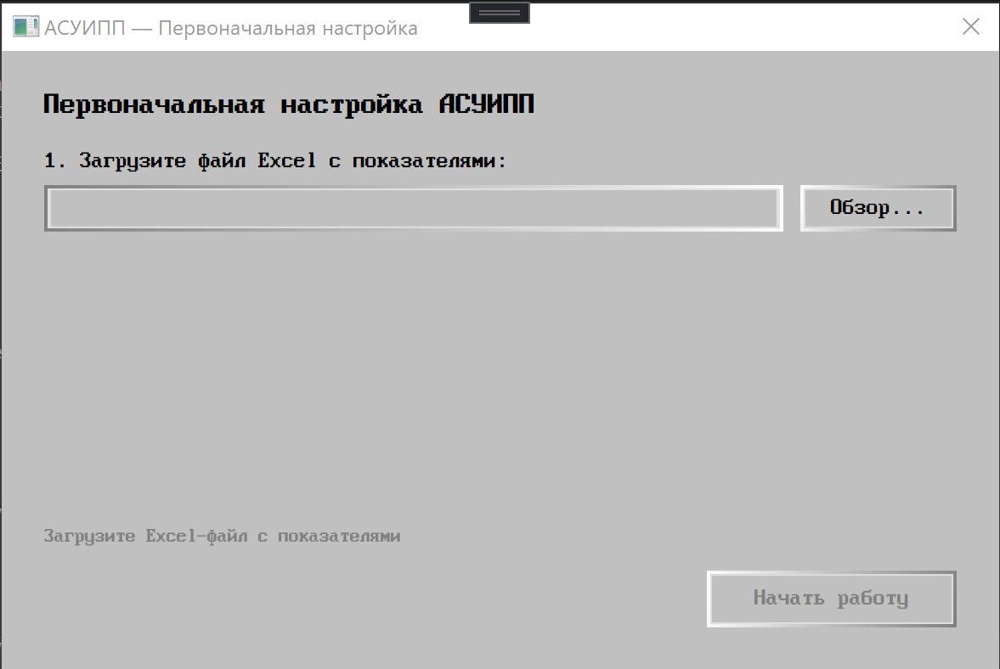 АСУИПП — Первоначальная настройка
Первоначальная настройка АСУИПП
1. Загрузите файл Excel с показателями:
Обзор...
Загрузите Excel-файл с показателями
Начать работу